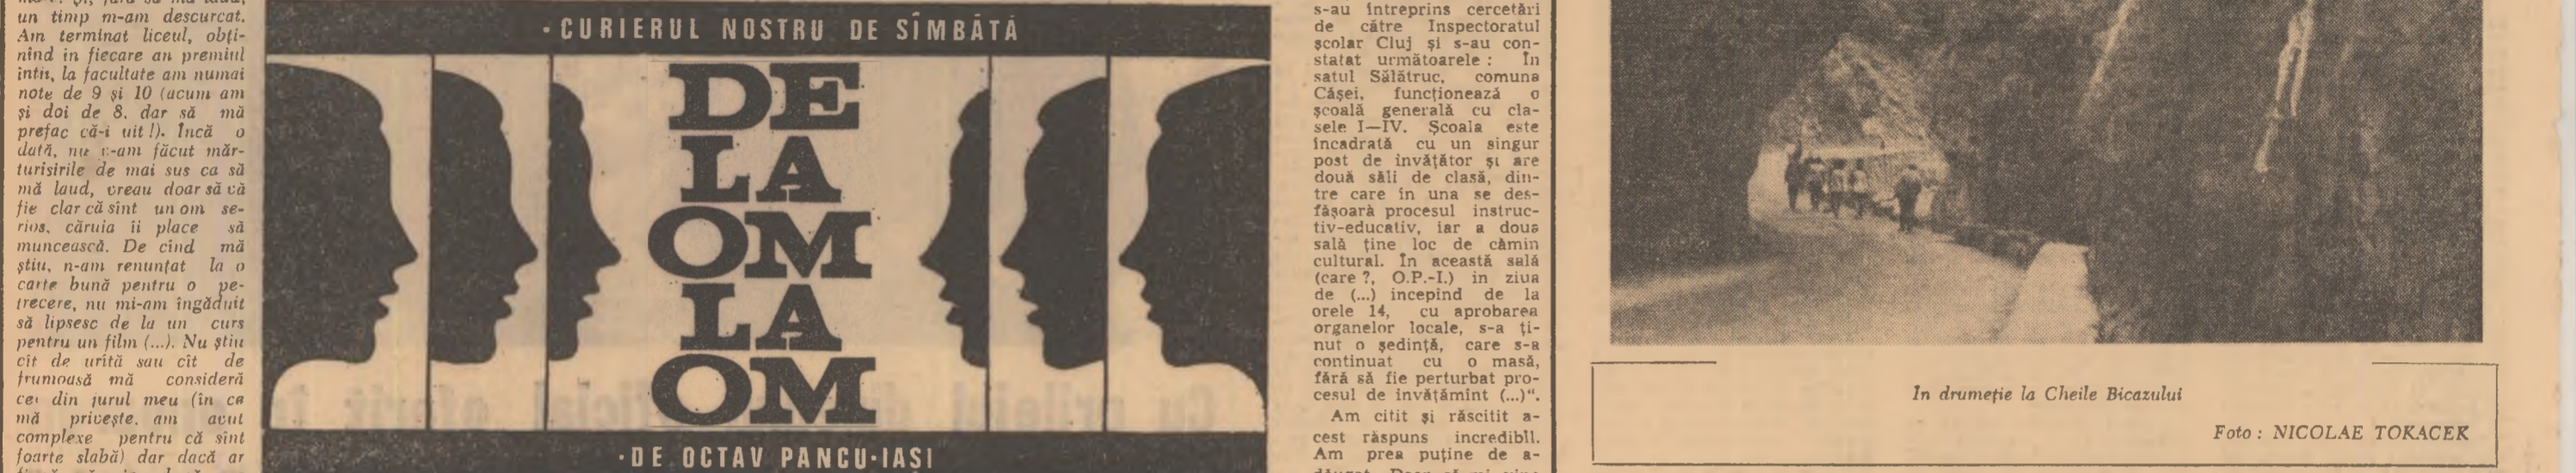 un timp m-am descurcat.
Am terminat liceul, obți-
nînd in fiecare an premiul
întîi, la facultate am numai
note de 9 și 10 (acum am
și doi de 8, dar să mă
prefac că-i uit!). Încă o
dată, nu v-am făcut măr-
turisirile de mai sus ca să
mă laud, vreau doar să vă
fie clar că sînt un om se-
rios, căruia îi place să
muncească. De cînd mă
știu, n-am renunțat la o
carte bună pentru o pe-
trecere, nu mi-am îngăduit
să lipsesc de la un curs
pentru un film (...). Nu știu
cît de urîtă sau cît de
frumoasă mă consideră
cei din jurul meu (în ce
mă privește, am avut
complexe pentru că sînt
foarte slabă) dar dacă ar
• CURIERUL NOSTRU DE SÎMBĂTĂ
DE
LA
OM
LA
OM
• DE OCTAV PANCU-IAȘI
s-au întreprins cercetări
de către Inspectoratul
școlar Cluj și s-au con-
statat următoarele : În
satul Sălătruc, comuna
Cășei, funcționează o
școală generală cu cla-
sele I—IV. Școala este
încadrată cu un singur
post de învățător și are
două săli de clasă, din-
tre care în una se des-
fășoară procesul instruc-
tiv-educativ, iar a doua
sală ține loc de cămin
cultural. În această sală
(care ?, O.P.-I.) în ziua
de (...) începînd de la
orele 14, cu aprobarea
organelor locale, s-a ți-
nut o ședință, care s-a
continuat cu o masă,
fără să fie perturbat pro-
cesul de învățămînt (...)“.
Am citit și răscitit a-
cest răspuns incredibil.
Am prea puține de a-
In drumeție la Cheile Bicazului
Foto : NICOLAE TOKACEK